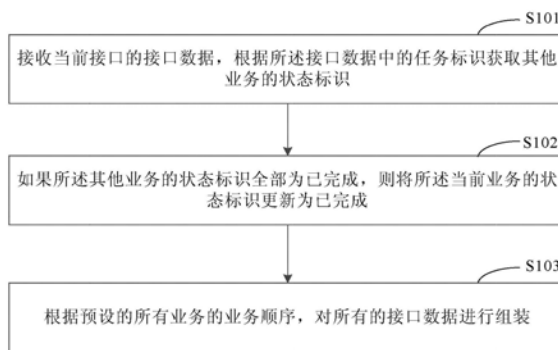 S101
接收当前接口的接口数据，根据所述接口数据中的任务标识获取其他
业务的状态标识
S102
如果所述其他业务的状态标识全部为已完成，则将所述当前业务的状
态标识更新为已完成
S103
根据预设的所有业务的业务顺序，对所有的接口数据进行组装